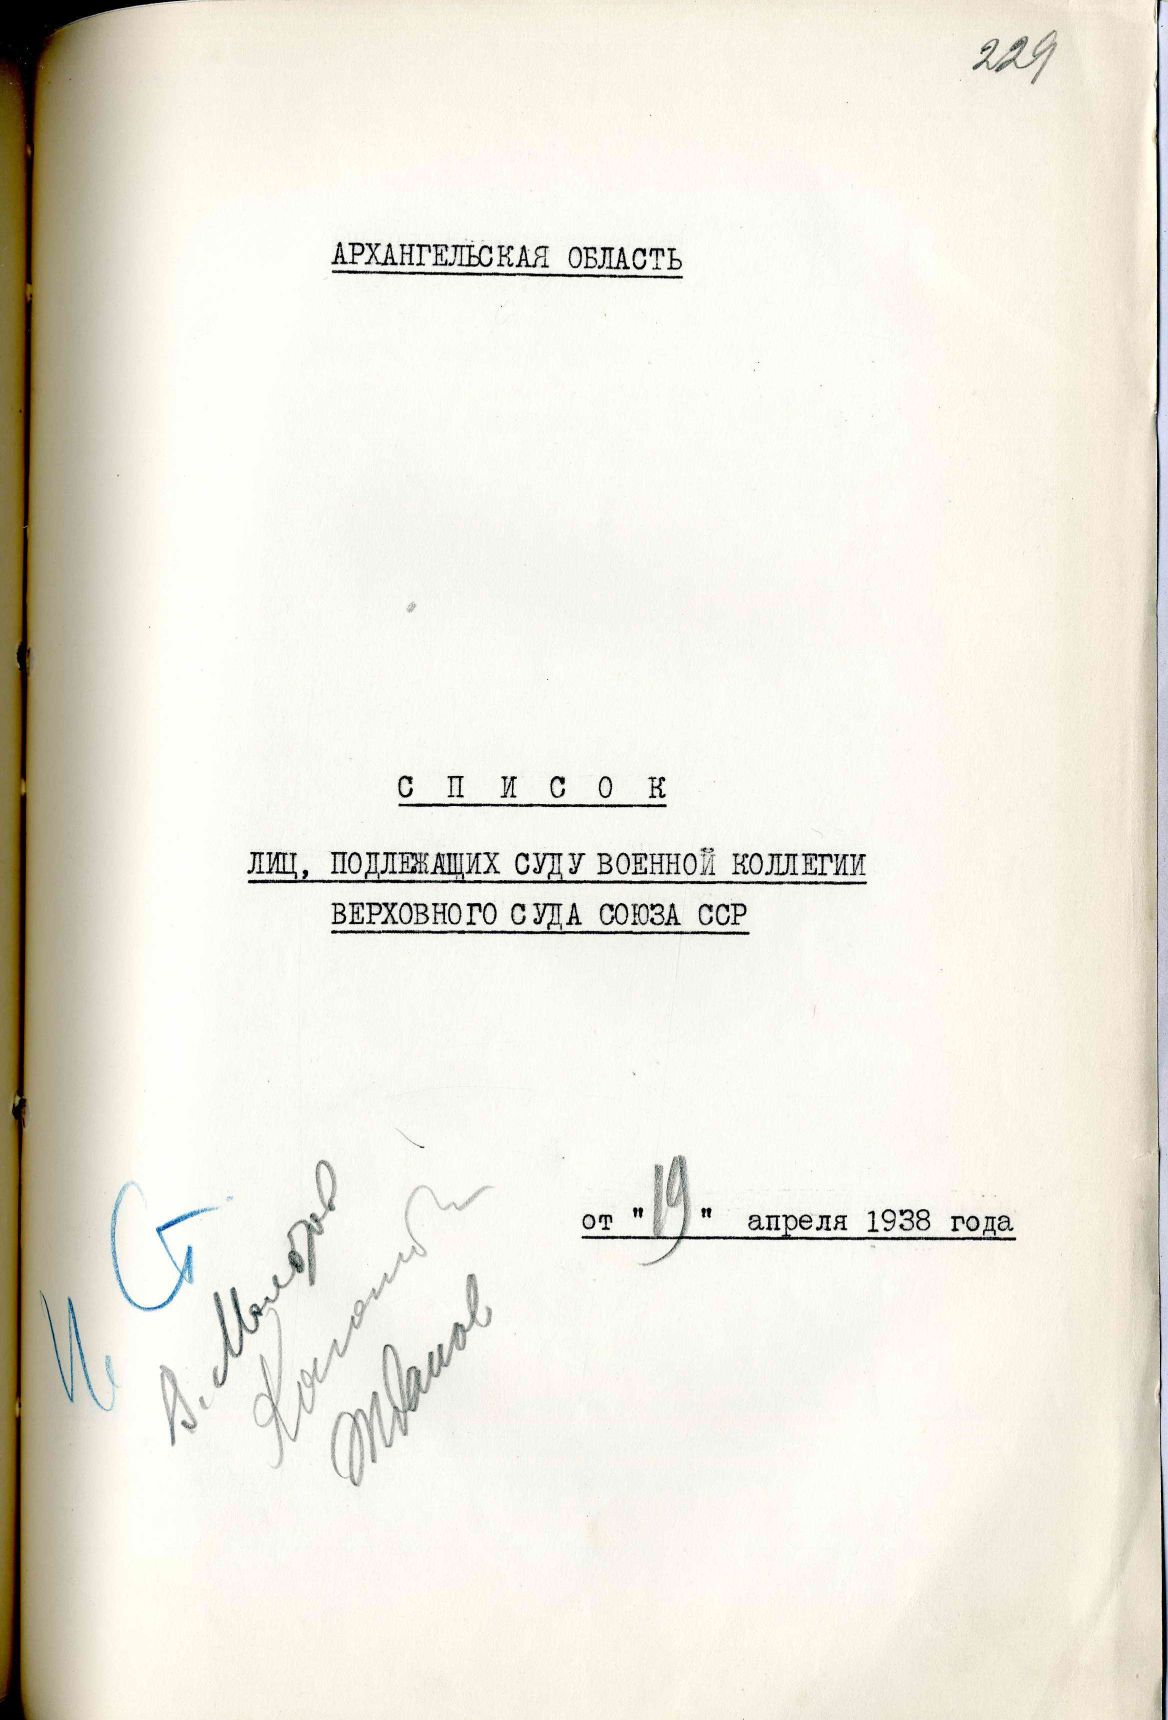 229
АРХАНГЕЛЬСКАЯ ОБЛАСТЬ
С П И С О К
ЛИЦ, ПОДЛЕЖАЩИХ СУДУ ВОЕННОЙ КОЛЛЕГИИ
ВЕРХОВНОГО СУДА СОЮЗА ССР
от "19" апреля 1938 года
И Ст
В. Молотов
Каганович
Жданов